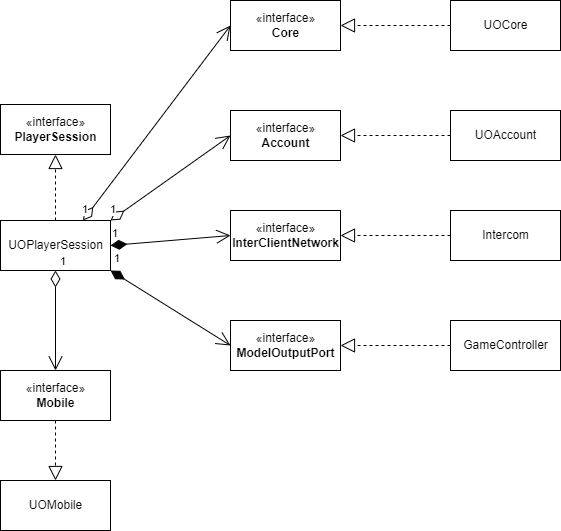 «interface»
Core
UOCore
«interface»
PlayerSession
«interface»
Account
UOAccount
1
1
UOPlayerSession
1
1
1
«interface»
InterClientNetwork
Intercom
«interface»
ModelOutputPort
GameController
«interface»
Mobile
UOMobile